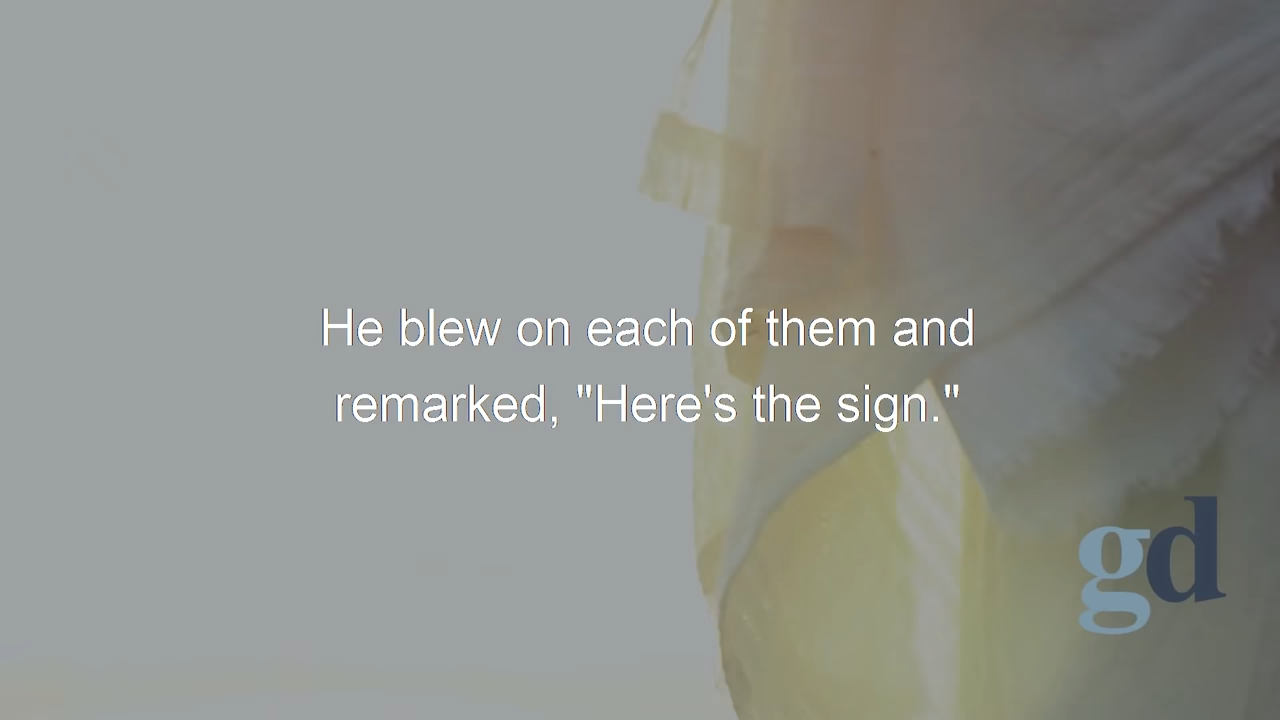 He blew on each of them and
remarked, "Here's the sign."
gd